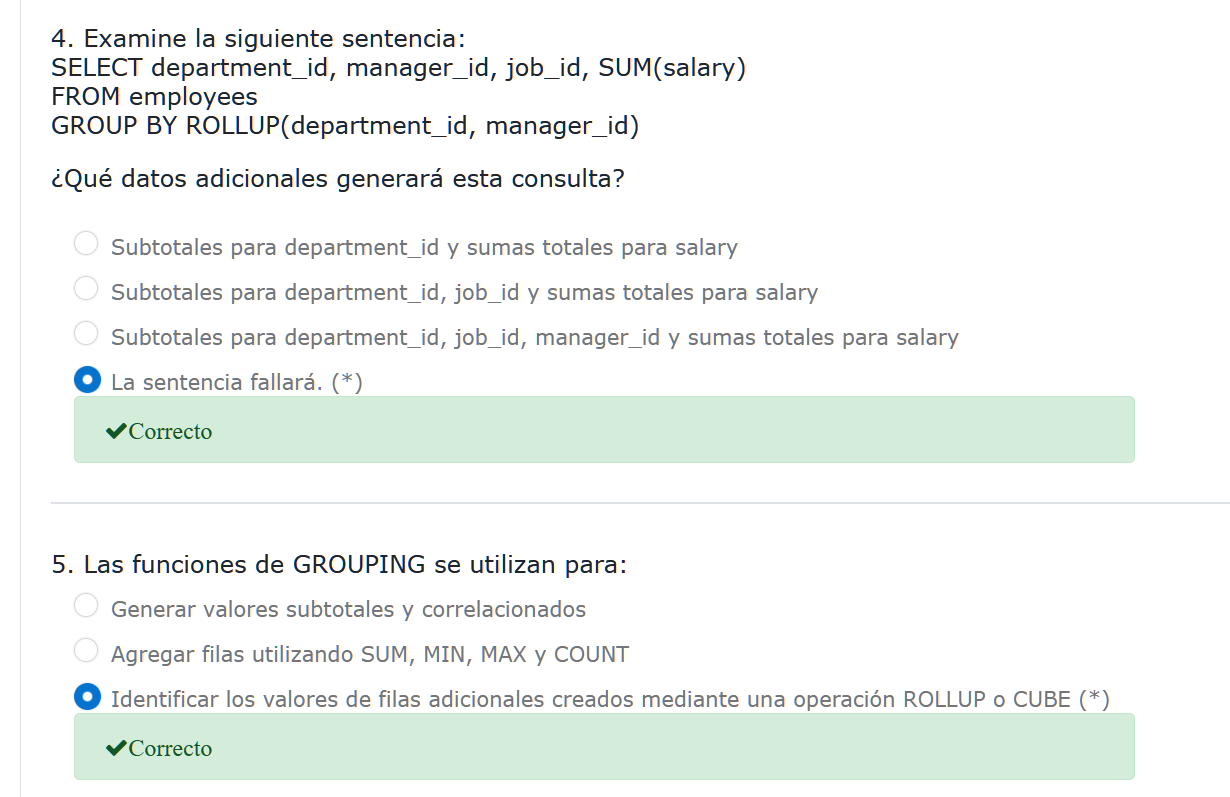 4. Examine la siguiente sentencia:
SELECT department_id, manager_id, job_id, SUM(salary)
FROM employees
GROUP BY ROLLUP(department_id, manager_id)
¿Qué datos adicionales generará esta consulta?
Subtotales para department_id y sumas totales para salary
Subtotales para department_id, job_id y sumas totales para salary
Subtotales para department_id, job_id, manager_id y sumas totales para salary
La sentencia fallará. (*)
✔Correcto
5. Las funciones de GROUPING se utilizan para:
Generar valores subtotales y correlacionados
Agregar filas utilizando SUM, MIN, MAX y COUNT
Identificar los valores de filas adicionales creados mediante una operación ROLLUP o CUBE (*)
✔Correcto